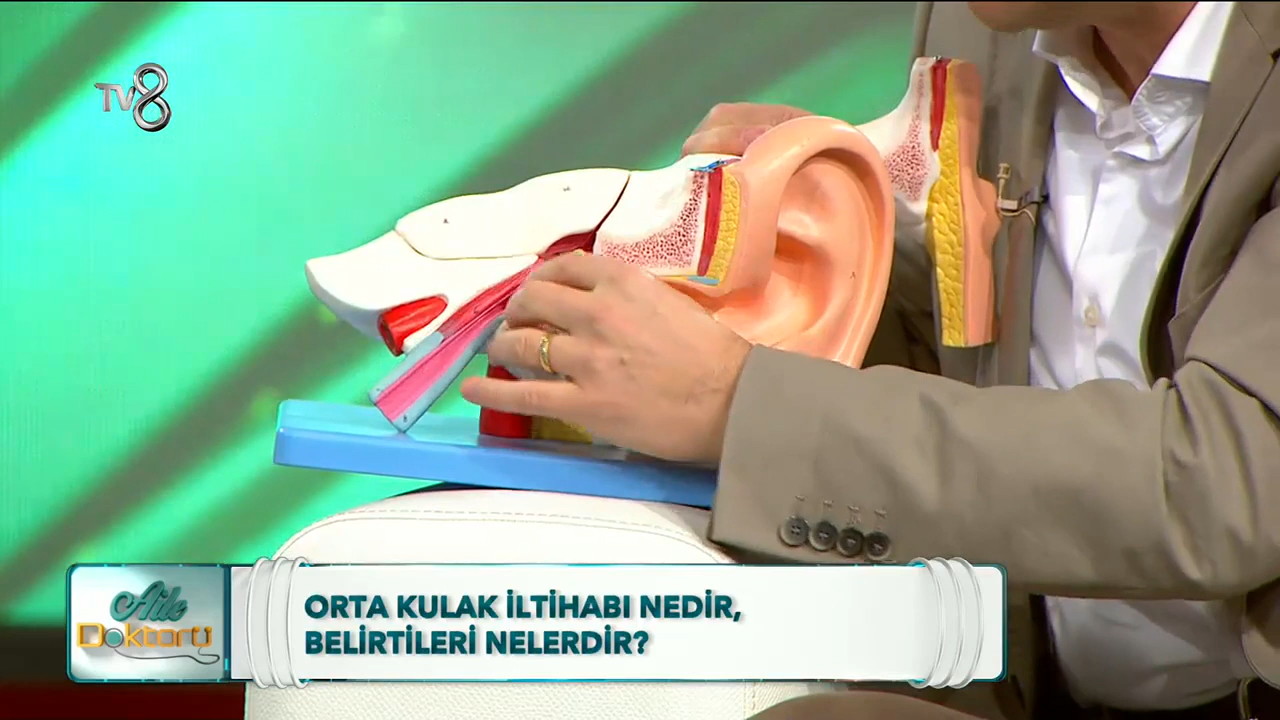 TV8
Aile
Doktoru
ORTA KULAK İLTİHABI NEDİR,
BELİRTİLERİ NELERDİR?